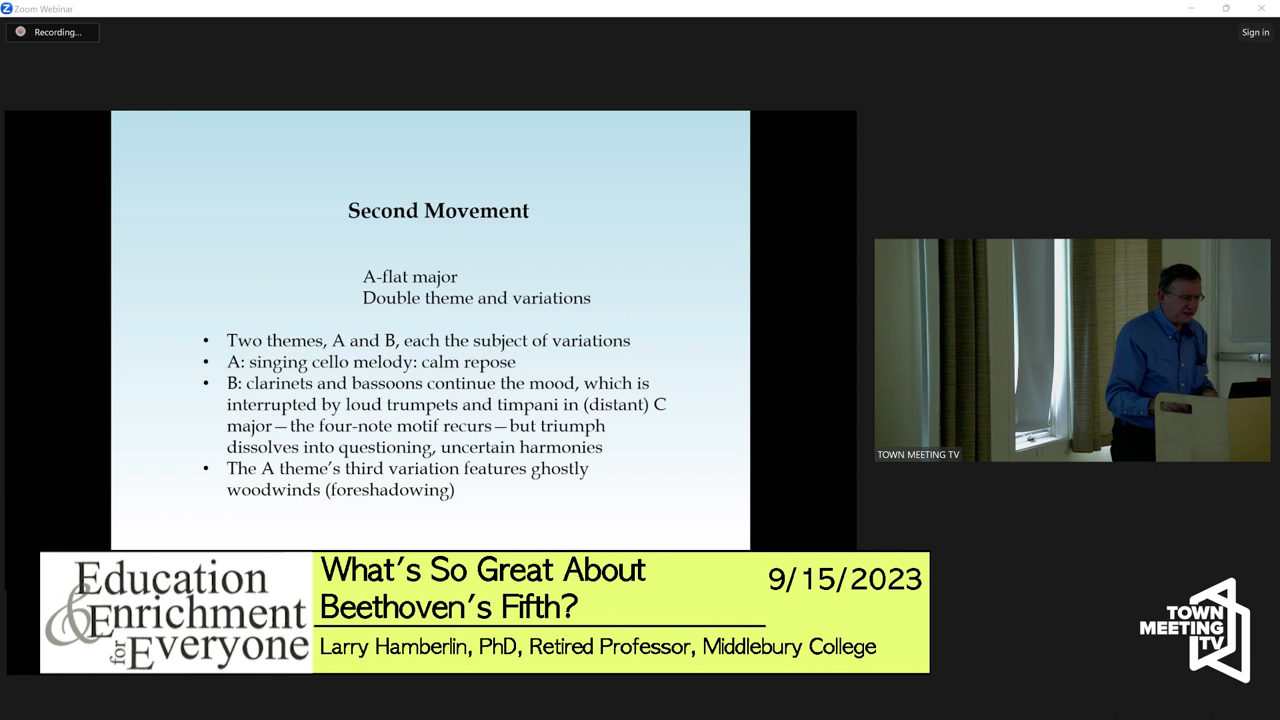 Zoom Webinar
Recording...
Sign in
Second Movement
A-flat major
Double theme and variations
• Two themes, A and B, each the subject of variations
• A: singing cello melody: calm repose
• B: clarinets and bassoons continue the mood, which is
interrupted by loud trumpets and timpani in (distant) C
major—the four-note motif recurs—but triumph
dissolves into questioning, uncertain harmonies
• The A theme's third variation features ghostly
woodwinds (foreshadowing)
TOWN MEETING TV
Education
& Enrichment
for Everyone
What's So Great About
Beethoven's Fifth?
9/15/2023
Larry Hamberlin, PhD, Retired Professor, Middlebury College
TOWN
MEETING
TV